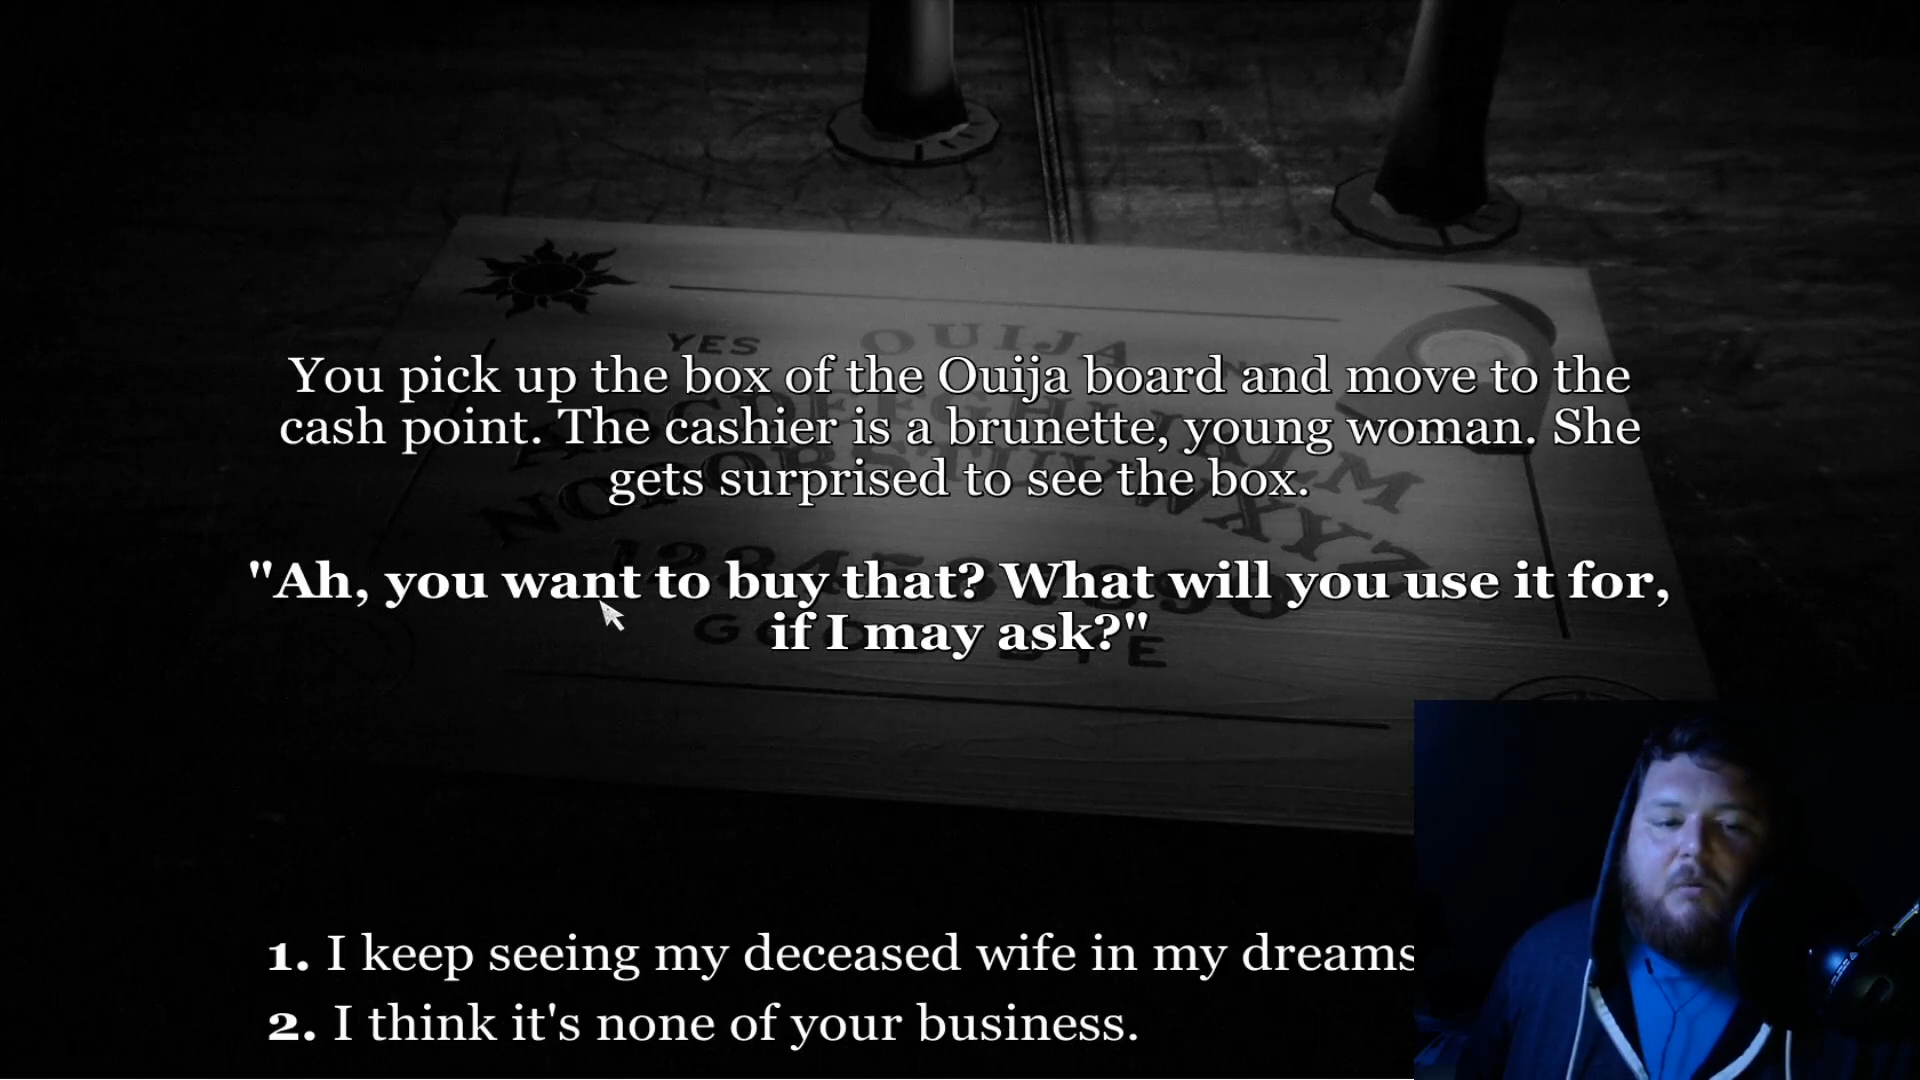 YES OUIJA
You pick up the box of the Ouija board and move to the
cash point. The cashier is a brunette, young woman. She
gets surprised to see the box.
"Ah, you want to buy that? What will you use it for,
if I may ask?"
1. I keep seeing my deceased wife in my dreams
2. I think it's none of your business.